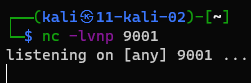 ┌──(kali㉿11-kali-02)-[~]
└─$ nc -lvnp 9001
listening on [any] 9001 ...